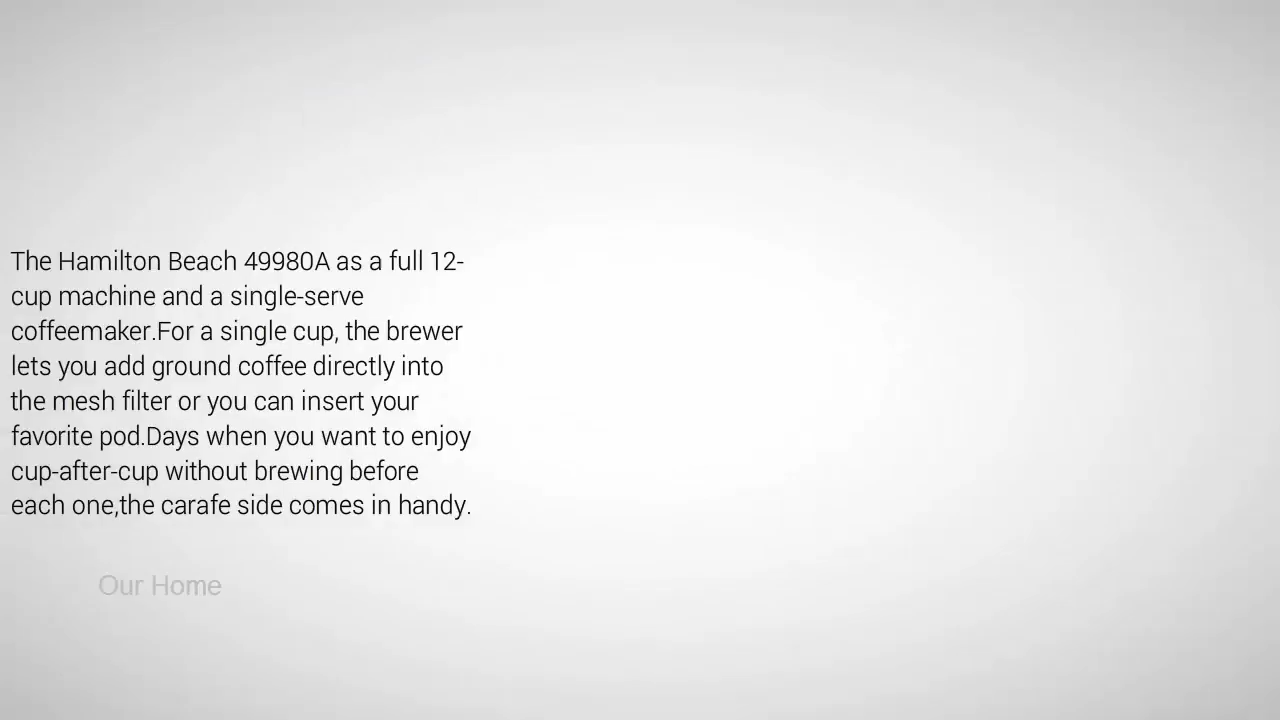 The Hamilton Beach 49980A as a full 12-
cup machine and a single-serve
coffeemaker.For a single cup, the brewer
lets you add ground coffee directly into
the mesh filter or you can insert your
favorite pod.Days when you want to enjoy
cup-after-cup without brewing before
each one,the carafe side comes in handy.
Our Home